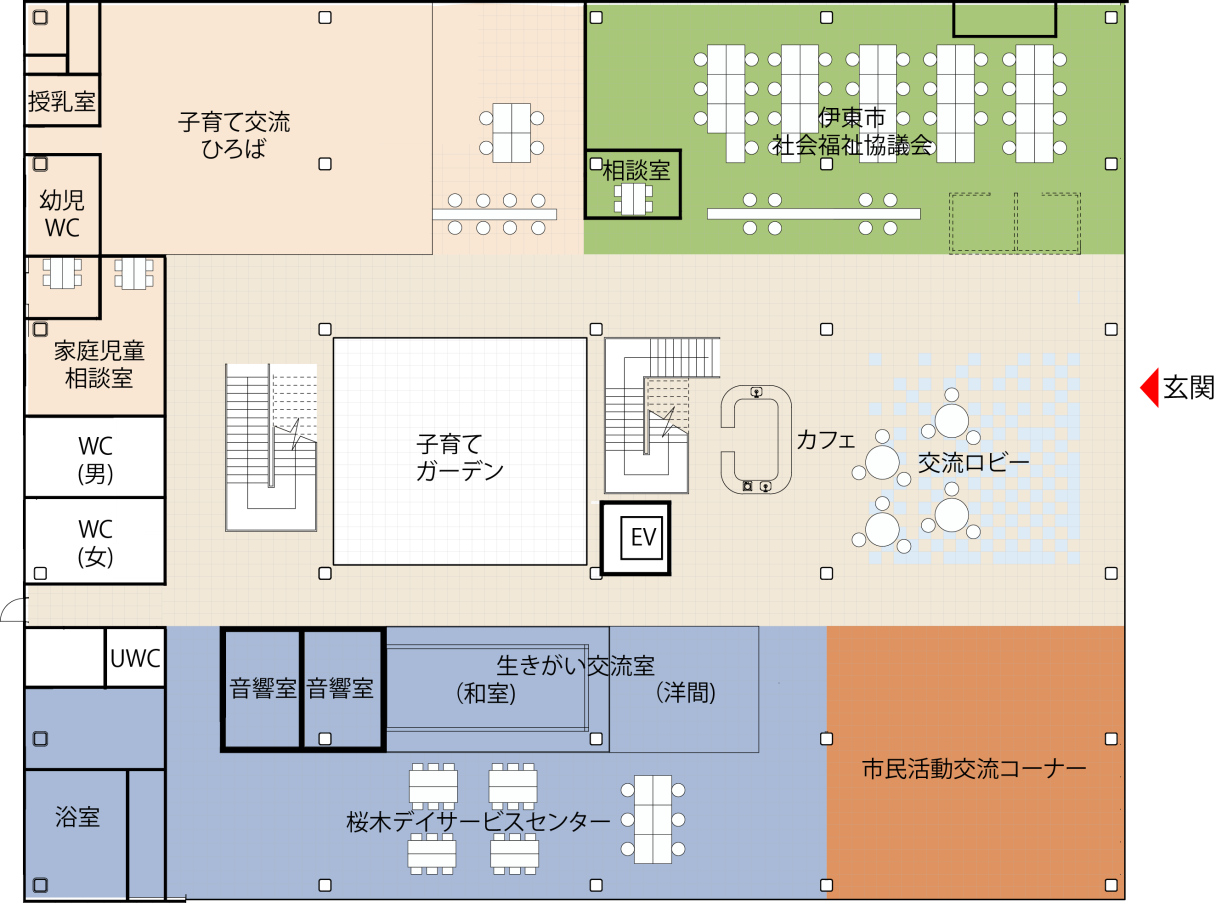 授乳室
子育て交流
ひろば
伊東市
社会福祉協議会
相談室
幼児
WC
家庭児童
相談室
玄関
WC
(男)
子育て
ガーデン
カフェ
交流ロビー
WC
(女)
EV
UWC
音響室
音響室
生きがい交流室
(和室)
(洋間)
市民活動交流コーナー
浴室
桜木デイサービスセンター